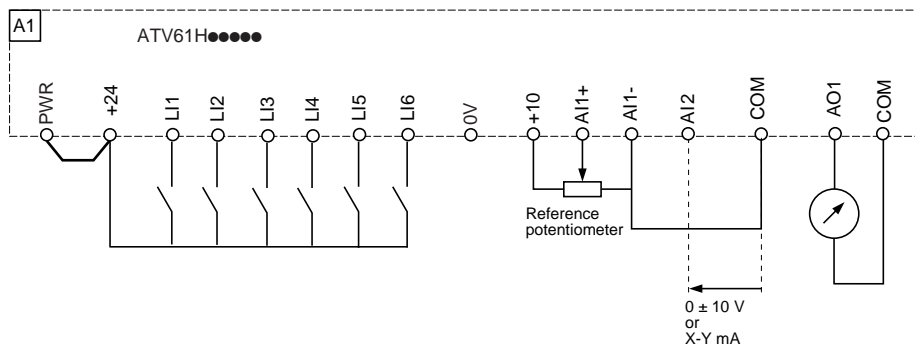 A1
ATV61H●●●●●
PWR
+24
LI1
LI2
LI3
LI4
LI5
LI6
0V
+10
AI1+
AI1-
AI2
COM
AO1
COM
Reference
potentiometer
0 ± 10 V
or
X-Y mA